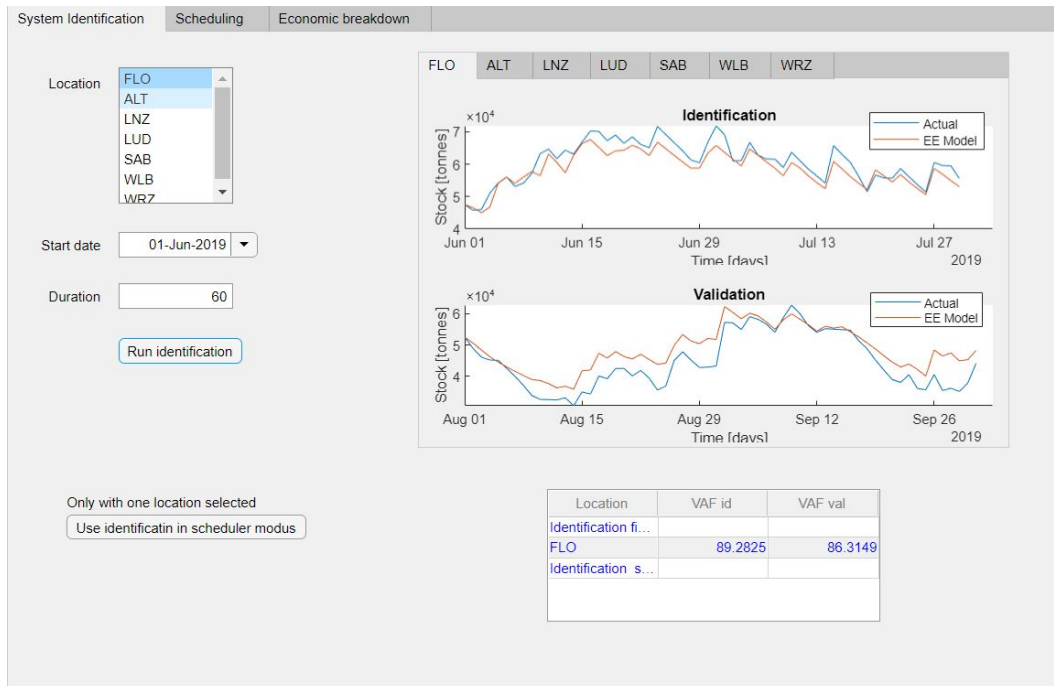 System Identification Scheduling Economic breakdown
Location
FLO
ALT
LNZ
LUD
SAB
WLB
WRZ
Start date 01-Jun-2019
Duration 60
Run identification
Only with one location selected
Use identificatin in scheduler modus
FLO ALT LNZ LUD SAB WLB WRZ
×10⁴ Identification
Actual
EE Model
Stock [tonnes]
7
6
5
4
Jun 01 Jun 15 Jun 29 Jul 13 Jul 27
Time [days] 2019
×10⁴ Validation
Actual
EE Model
Stock [tonnes]
6
5
4
Aug 01 Aug 15 Aug 29 Sep 12 Sep 26
Time [days] 2019
Location VAF id VAF val
Identification fi...
FLO 89.2825 86.3149
Identification s...